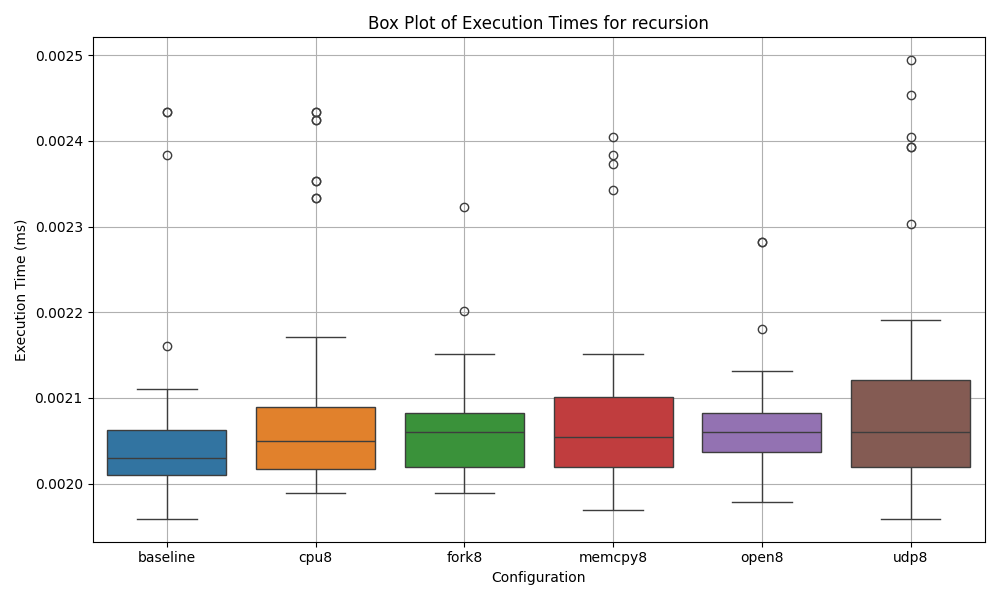 Box Plot of Execution Times for recursion
0.0025
0.0024
0.0023
0.0022
0.0021
0.0020
Execution Time (ms)
baseline
cpu8
fork8
memcpy8
open8
udp8
Configuration